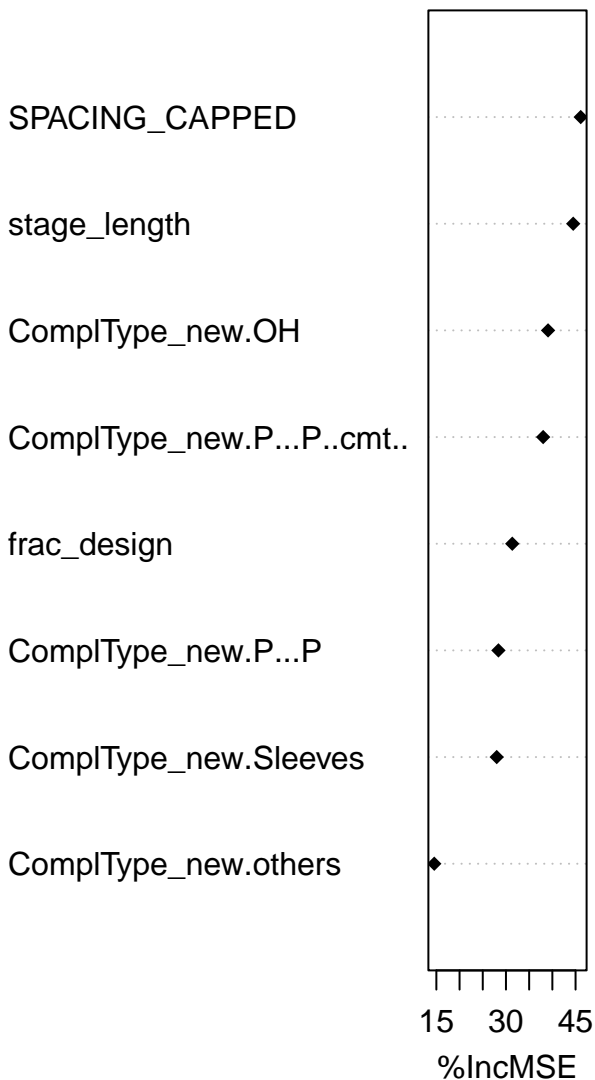 SPACING_CAPPED
stage_length
ComplType_new.OH
ComplType_new.P...P..cmt..
frac_design
ComplType_new.P...P
ComplType_new.Sleeves
ComplType_new.others
15 30 45
%IncMSE